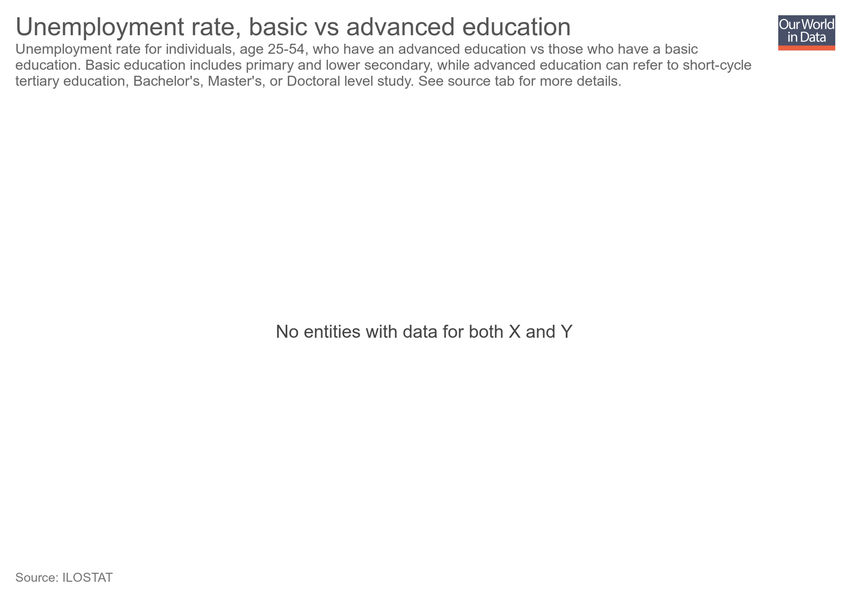 Unemployment rate, basic vs advanced education
Our World
in Data
Unemployment rate for individuals, age 25-54, who have an advanced education vs those who have a basic
education. Basic education includes primary and lower secondary, while advanced education can refer to short-cycle
tertiary education, Bachelor's, Master's, or Doctoral level study. See source tab for more details.
No entities with data for both X and Y
Source: ILOSTAT